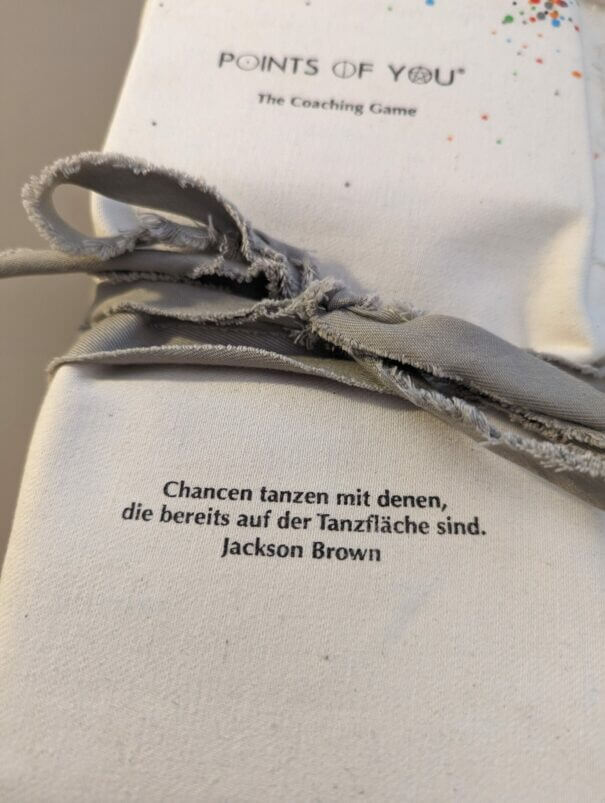 POINTS OF YOU®
The Coaching Game
Chancen tanzen mit denen,
die bereits auf der Tanzfläche sind.
Jackson Brown